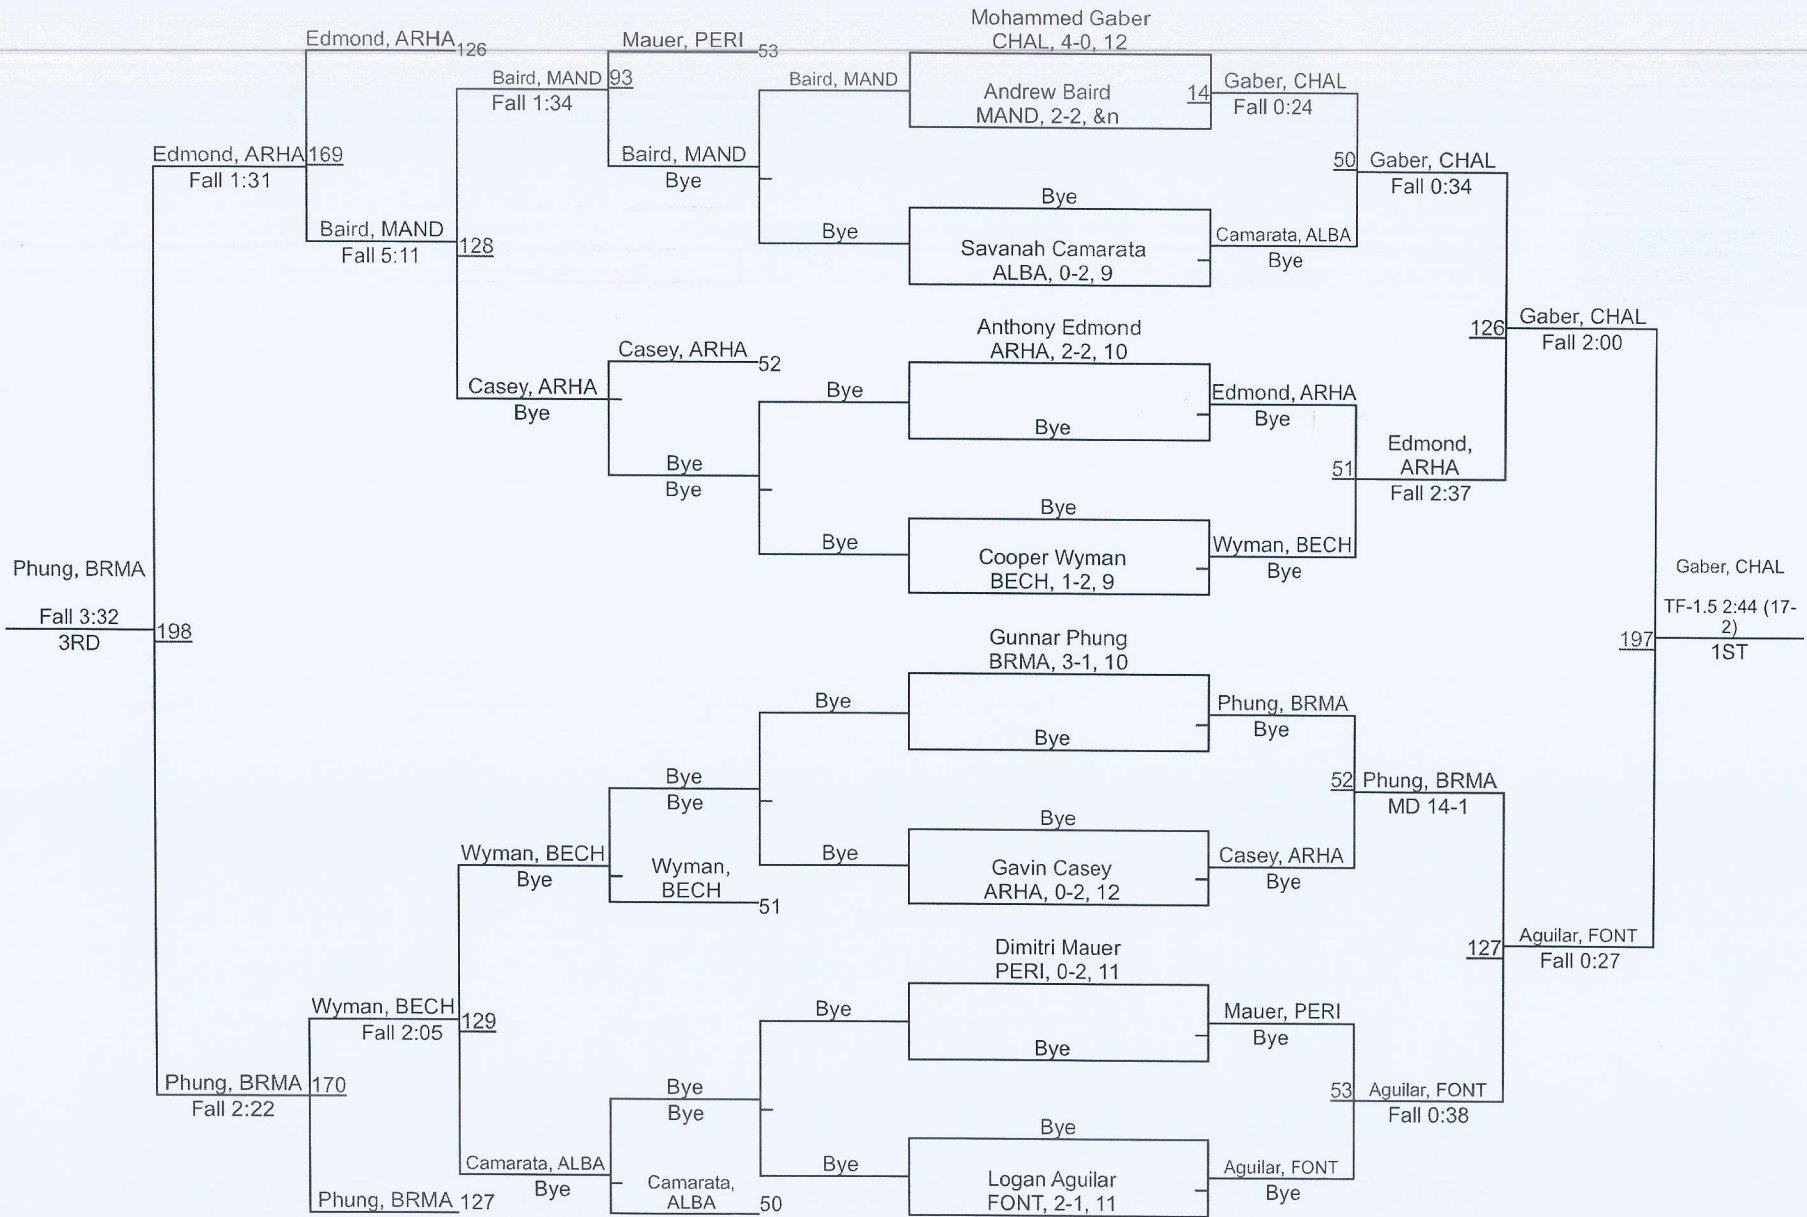 Mohammed Gaber
CHAL, 4-0, 12
Edmond, ARHA
126
Mauer, PERI
53
Baird, MAND
93
Fall 1:34
Baird, MAND
Andrew Baird
MAND, 2-2, &n
14
Gaber, CHAL
Fall 0:24
Edmond, ARHA
169
Fall 1:31
Baird, MAND
Bye
50
Gaber, CHAL
Fall 0:34
Bye
Baird, MAND
Fall 5:11
128
Bye
Savanah Camarata
ALBA, 0-2, 9
Camarata, ALBA
Bye
Anthony Edmond
ARHA, 2-2, 10
126
Gaber, CHAL
Fall 2:00
Casey, ARHA
52
Casey, ARHA
Bye
Bye
Bye
Edmond, ARHA
Bye
Bye
Bye
51
Edmond,
ARHA
Fall 2:37
Bye
Bye
Cooper Wyman
BECH, 1-2, 9
Wyman, BECH
Bye
Phung, BRMA
Fall 3:32
3RD
198
Gaber, CHAL
TF-1.5 2:44 (17-
2)
1ST
197
Gunnar Phung
BRMA, 3-1, 10
Bye
Bye
Phung, BRMA
Bye
Bye
Bye
52
Phung, BRMA
MD 14-1
Bye
Wyman, BECH
Bye
Wyman,
BECH
51
Bye
Gavin Casey
ARHA, 0-2, 12
Casey, ARHA
Bye
Dimitri Mauer
PERI, 0-2, 11
127
Aguilar, FONT
Fall 0:27
Wyman, BECH
Fall 2:05
129
Bye
Bye
Mauer, PERI
Bye
Phung, BRMA
170
Fall 2:22
Bye
Bye
53
Aguilar, FONT
Fall 0:38
Bye
Camarata, ALBA
Bye
Camarata,
ALBA
50
Bye
Logan Aguilar
FONT, 2-1, 11
Aguilar, FONT
Bye
Phung, BRMA
127